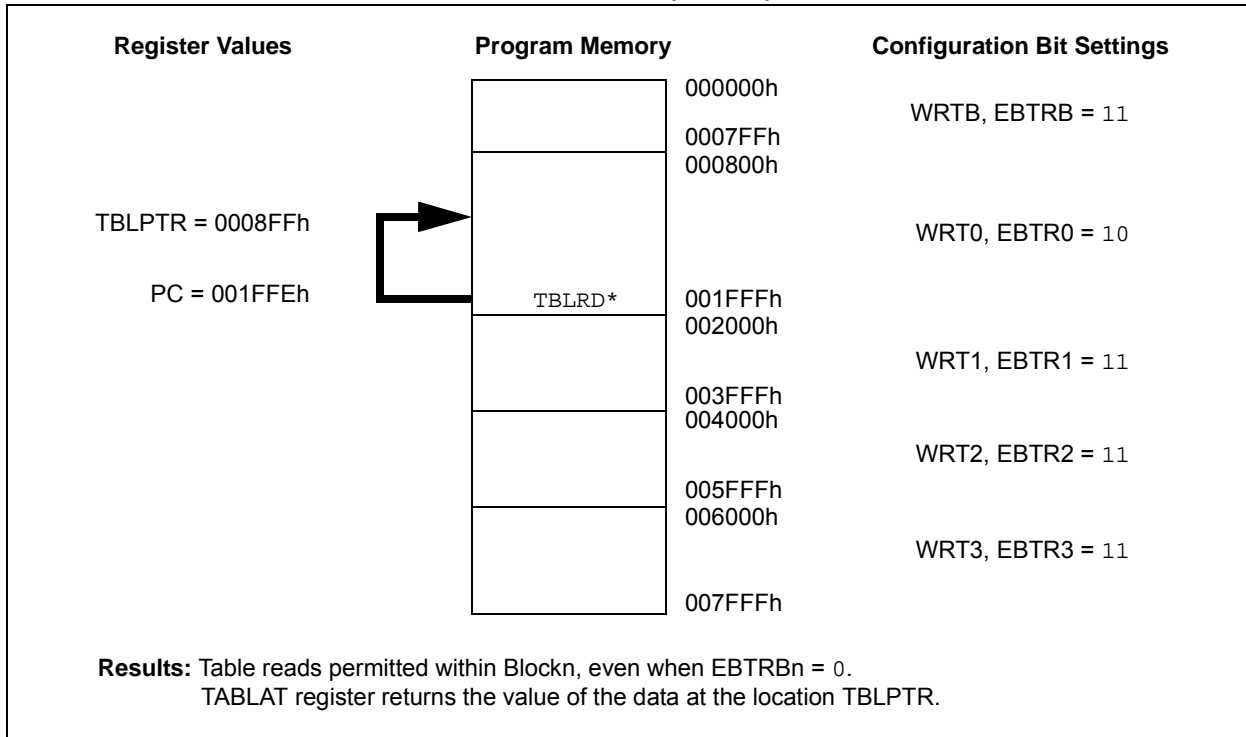 Register Values Program Memory Configuration Bit Settings
000000h
WRTB, EBTRB = 11
0007FFh
000800h
TBLPTR = 0008FFh
WRT0, EBTR0 = 10
PC = 001FFEh TBLRD* 001FFFh
002000h
WRT1, EBTR1 = 11
003FFFh
004000h
WRT2, EBTR2 = 11
005FFFh
006000h
WRT3, EBTR3 = 11
007FFFh
Results: Table reads permitted within Blockn, even when EBTRBn = 0.
TABLAT register returns the value of the data at the location TBLPTR.